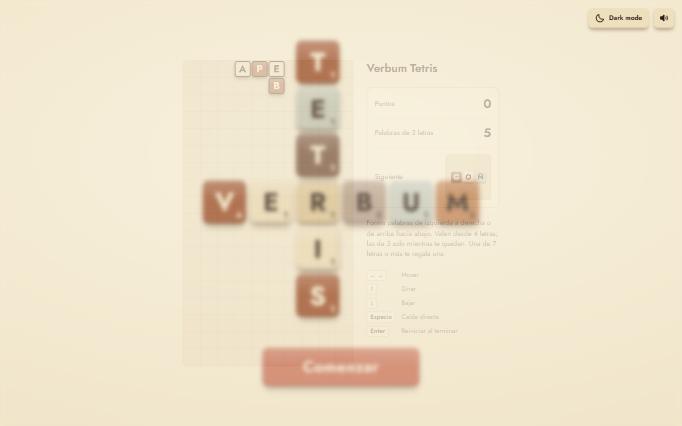 Dark mode
T
A P E
B
E
T
V E R B U M
I
S
Verbum Tetris
Puntos 0
Palabras de 3 letras 5
Siguiente
Forma palabras de izquierda a derecha o
de arriba hacia abajo. Valen desde 4 letras,
las de 3 solo mientras te queden. Una de 7
letras o más te regala una.
Mover
Girar
Bajar
Espacio Caída directa
Enter Reiniciar al terminar
Comenzar